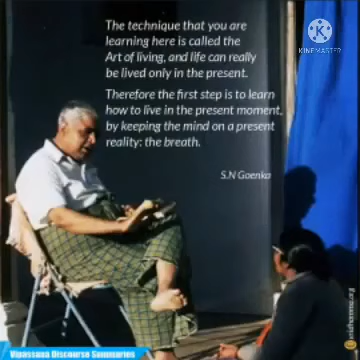 The technique that you are
learning here is called the
Art of living, and life can really
be lived only in the present.
Therefore the first step is to learn
how to live in the present moment,
by keeping the mind on a present
reality: the breath.
S.N Goenka
KINEMASTER
Vipassana Discourse Summaries